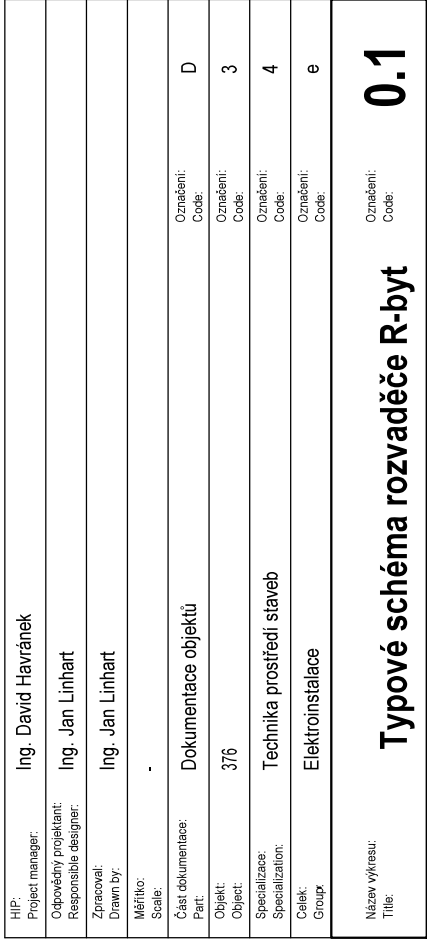 HIP:
Project manager:
Ing. David Havránek
Odpovědný projektant:
Responsible designer:
Ing. Jan Linhart
Zpracoval:
Drawn by:
Ing. Jan Linhart
Měřítko:
Scale:
-
Část dokumentace:
Part:
Dokumentace objektů
Označení:
Code:
D
Objekt:
Object:
376
Označení:
Code:
3
Specializace:
Specialization:
Technika prostředí staveb
Označení:
Code:
4
Celek:
Group:
Elektroinstalace
Označení:
Code:
e
Název výkresu:
Title:
Typové schéma rozvaděče R-byt
Označení:
Code:
0.1